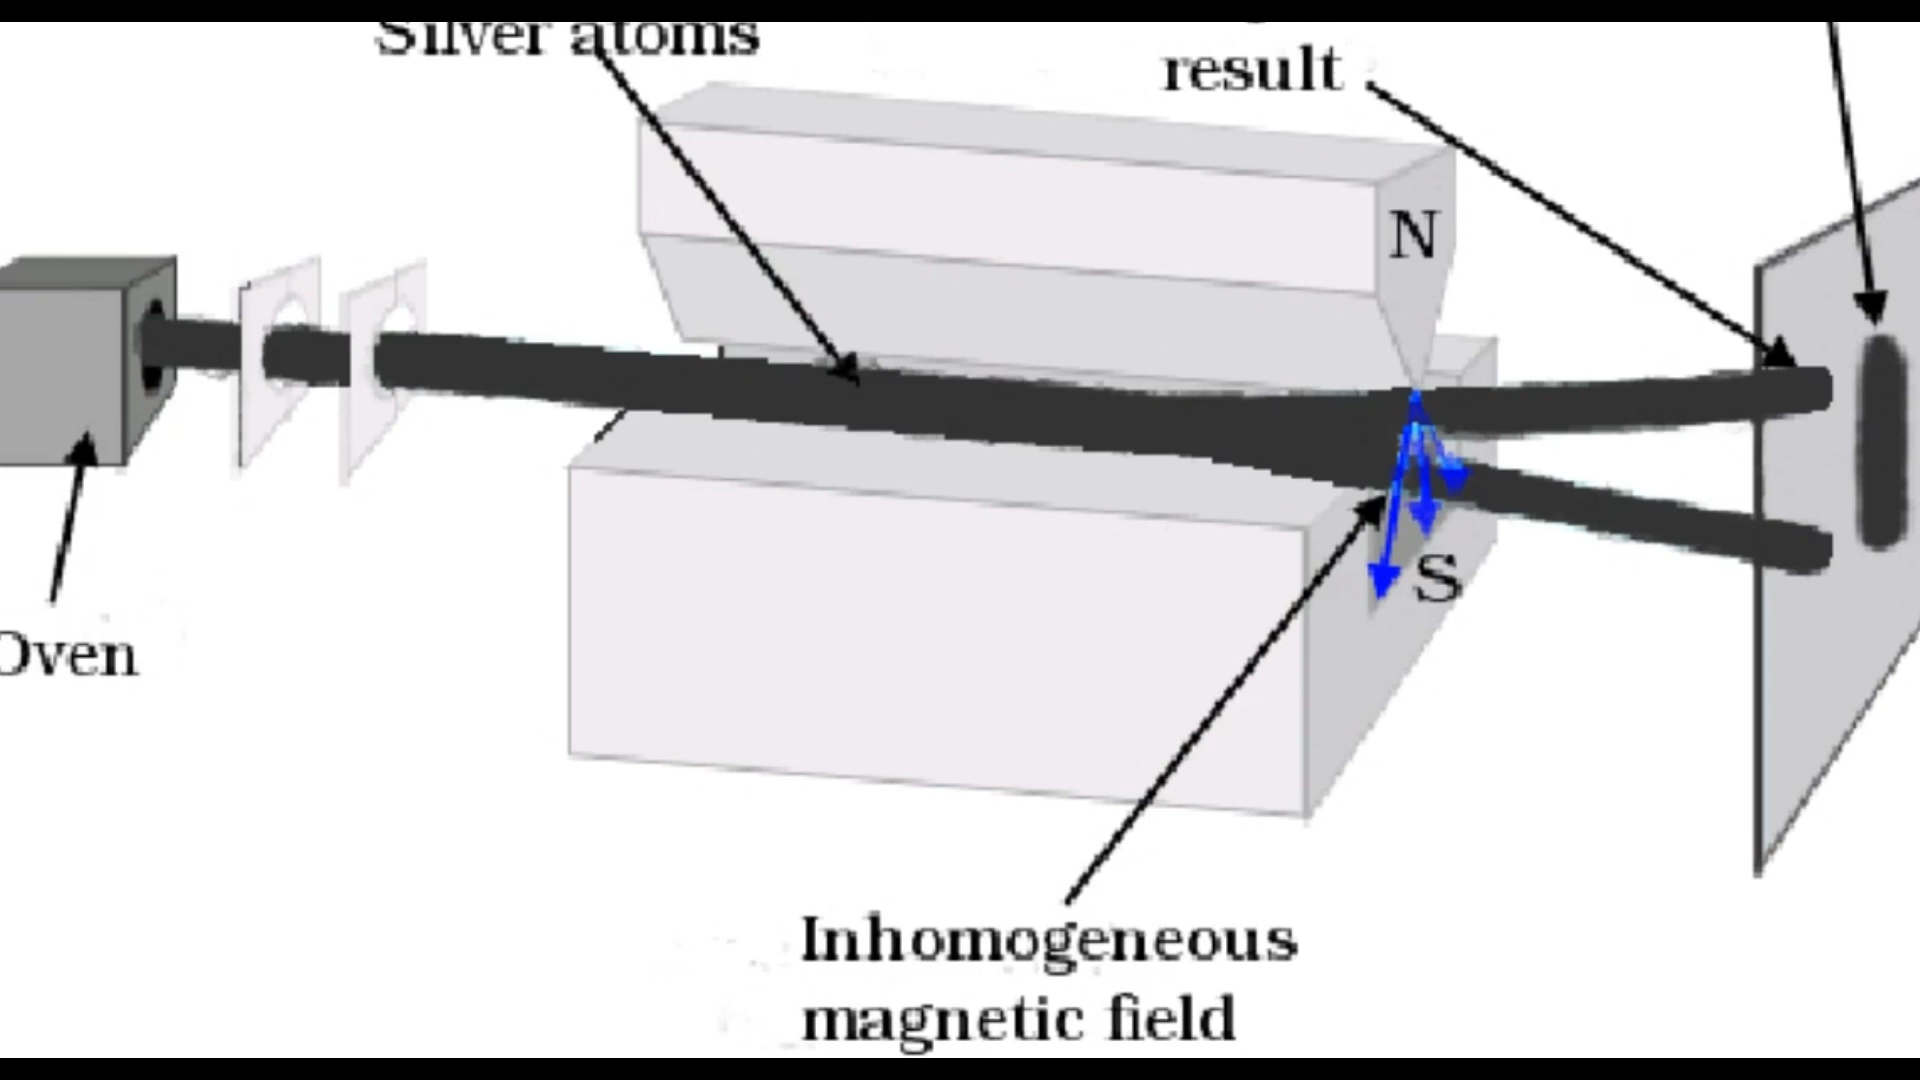 Silver atoms
result
N
S
Oven
Inhomogeneous
magnetic field